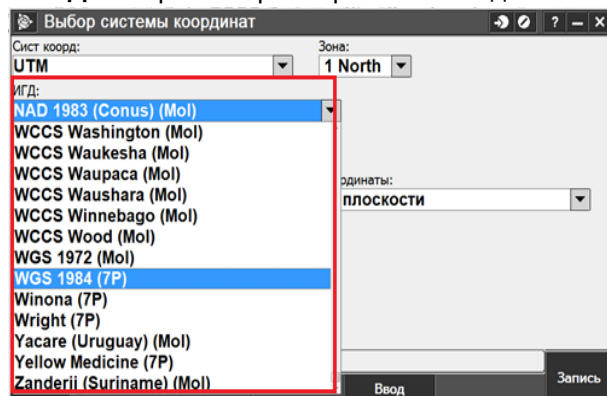 Выбор системы координат
? – ×
Сист коорд:
Зона:
UTM
1 North
ИГД:
NAD 1983 (Conus) (Mol)
WCCS Washington (Mol)
WCCS Waukesha (Mol)
WCCS Waupaca (Mol)
WCCS Waushara (Mol)
рдинаты:
WCCS Winnebago (Mol)
плоскости
WCCS Wood (Mol)
WGS 1972 (Mol)
WGS 1984 (7P)
Winona (7P)
Wright (7P)
Yacare (Uruguay) (Mol)
Yellow Medicine (7P)
Zanderij (Suriname) (Mol)
Ввод
Запись